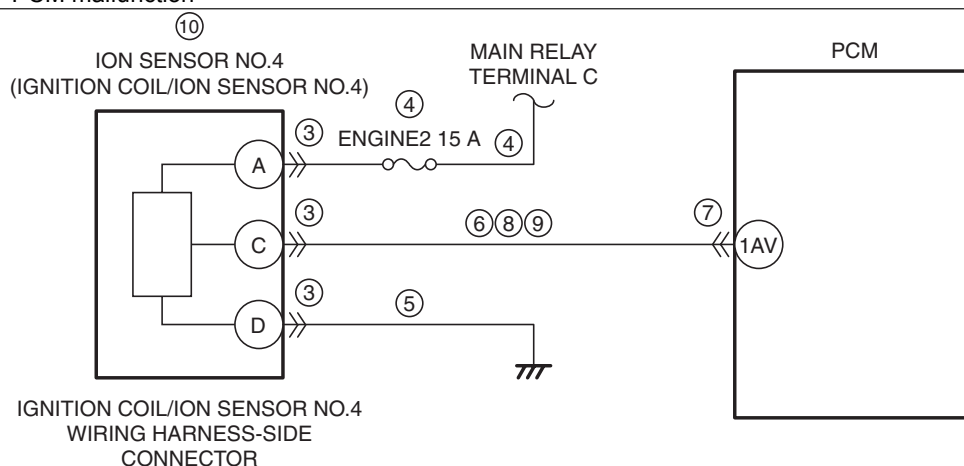 PCM malfunction
⑩
ION SENSOR NO.4
(IGNITION COIL/ION SENSOR NO.4)
MAIN RELAY
TERMINAL C
PCM
④
③
ENGINE2 15 A
④
A
③
⑥⑧⑨
⑦
C
1AV
③
⑤
D
IGNITION COIL/ION SENSOR NO.4
WIRING HARNESS-SIDE
CONNECTOR